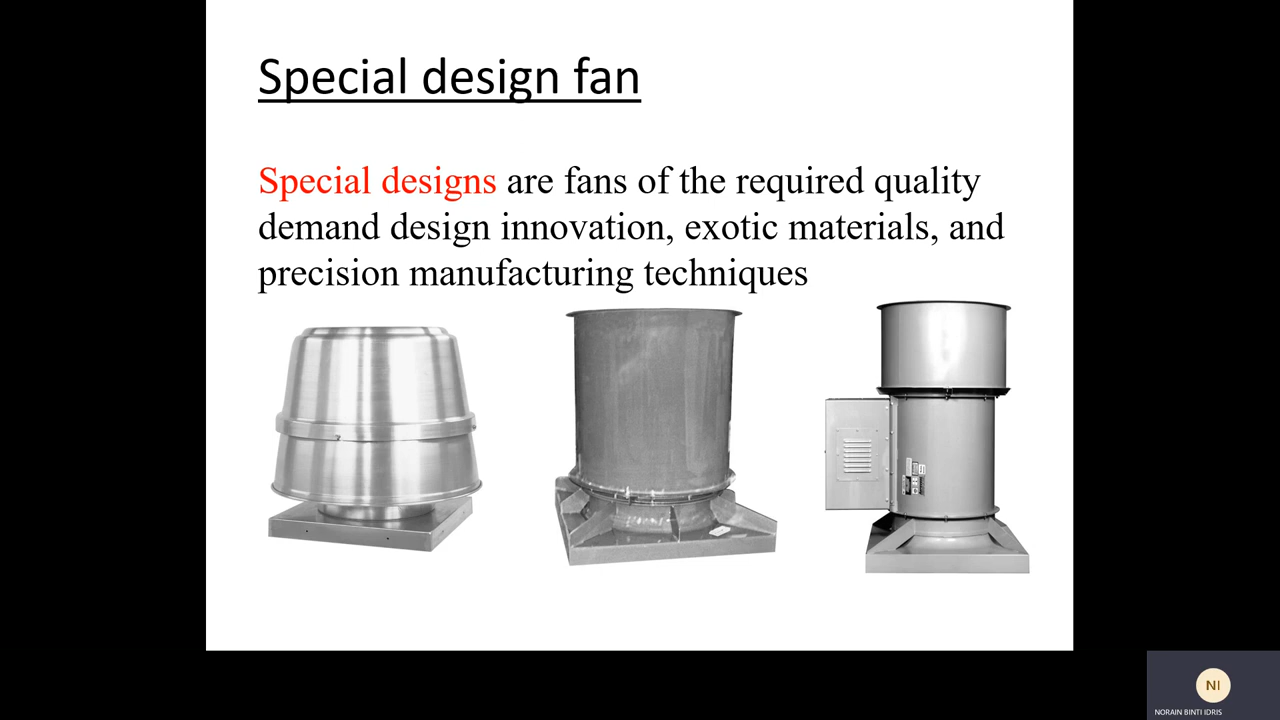 Special design fan
Special designs are fans of the required quality
demand design innovation, exotic materials, and
precision manufacturing techniques
NI
NORAIN BINTI IDRIS